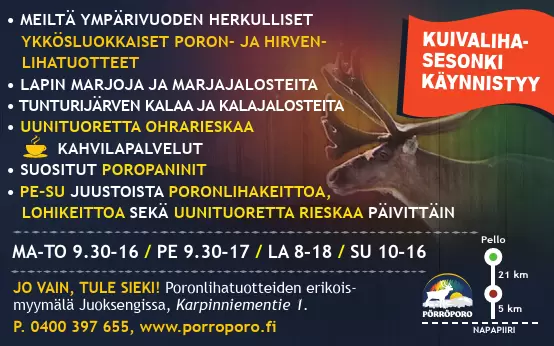 • MEILTÄ YMPÄRIVUODEN HERKULLISET
YKKÖSLUOKKAISET PORON- JA HIRVEN-
LIHATUOTTEET
• LAPIN MARJOJA JA MARJAJALOSTEITA
• TUNTURIJÄRVEN KALAA JA KALAJALOSTEITA
• UUNITUORETTA OHRARIESKAA
KAHVILAPALVELUT
• SUOSITUT POROPANINIT
• PE-SU JUUSTOISTA PORONLIHAKEITTOA,
LOHIKEITTOA SEKÄ UUNITUORETTA RIESKAA PÄIVITTÄIN
KUIVALIHA-
SESONKI
KÄYNNISTYY
MA-TO 9.30-16 / PE 9.30-17 / LA 8-18 / SU 10-16
JO VAIN, TULE SIEKI! Poronlihatuotteiden erikois-
myymälä Juoksengissa, Karpinniementie 1.
P. 0400 397 655, www.porroporo.fi
PÖRRÖPORO
Pello
21 km
5 km
NAPAPIIRI